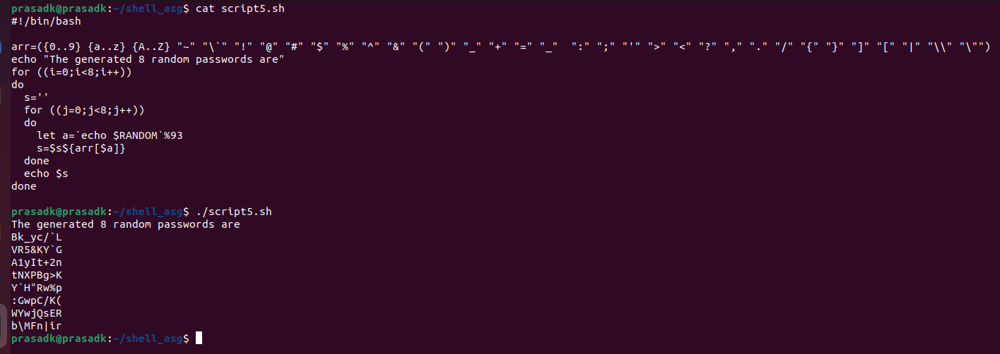 prasadk@prasadk:~/shell_asg$ cat script5.sh
#!/bin/bash

arr=({0..9} {a..z} {A..Z} "~" "\`" "!" "@" "#" "$" "%" "^" "&" "(" ")" "_" "+" "=" "_"  ":" ";" "'" ">" "<" "?" "," "." "/" "{" "}" "]" "[" "|" "\\" "\"")
echo "The generated 8 random passwords are"
for ((i=0;i<8;i++))
do
  s=''
  for ((j=0;j<8;j++))
  do
    let a=`echo $RANDOM`%93
    s=$s${arr[$a]}
  done
  echo $s
done

prasadk@prasadk:~/shell_asg$ ./script5.sh
The generated 8 random passwords are
Bk_yc/`L
VR5&KY`G
A1yIt+2n
tNXPBg>K
Y`H"Rw%p
:GwpC/K(
WYwjQsER
b\MFn|ir
prasadk@prasadk:~/shell_asg$